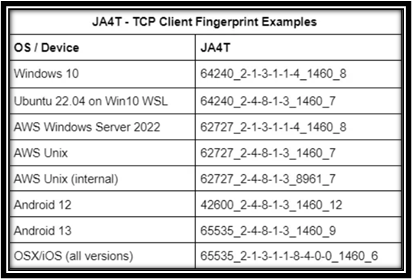 JA4T - TCP Client Fingerprint Examples
OS / Device JA4T
Windows 10 64240_2-1-3-1-1-4_1460_8
Ubuntu 22.04 on Win10 WSL 64240_2-4-8-1-3_1460_7
AWS Windows Server 2022 62727_2-1-3-1-1-4_1460_8
AWS Unix 62727_2-4-8-1-3_1460_7
AWS Unix (internal) 62727_2-4-8-1-3_8961_7
Android 12 42600_2-4-8-1-3_1460_12
Android 13 65535_2-4-8-1-3_1460_9
OSX/iOS (all versions) 65535_2-1-3-1-1-8-4-0-0_1460_6